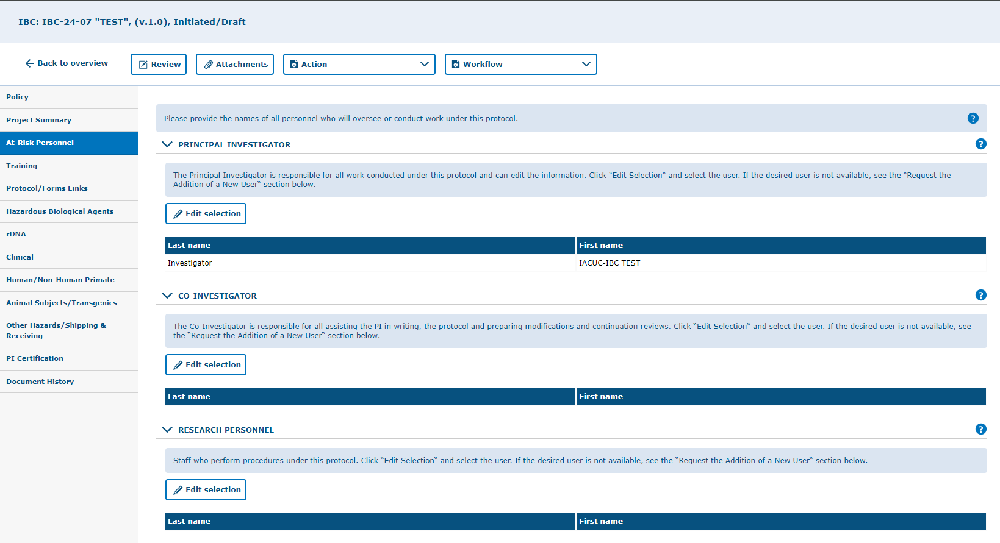 IBC: IBC-24-07 "TEST", (v.1.0), Initiated/Draft
Back to overview
Review
Attachments
Action
Workflow
Policy
Project Summary
At-Risk Personnel
Training
Protocol/Forms Links
Hazardous Biological Agents
rDNA
Clinical
Human/Non-Human Primate
Animal Subjects/Transgenics
Other Hazards/Shipping &
Receiving
PI Certification
Document History
Please provide the names of all personnel who will oversee or conduct work under this protocol.
?
PRINCIPAL INVESTIGATOR
?
The Principal Investigator is responsible for all work conducted under this protocol and can edit the information. Click “Edit Selection“ and select the user. If the desired user is not available, see the “Request the
Addition of a New User“ section below.
Edit selection
Last name First name
Investigator IACUC-IBC TEST
CO-INVESTIGATOR
?
The Co-Investigator is responsible for all assisting the PI in writing, the protocol and preparing modifications and continuation reviews. Click “Edit Selection“ and select the user. If the desired user is not available, see
the “Request the Addition of a New User“ section below.
Edit selection
Last name First name
RESEARCH PERSONNEL
?
Staff who perform procedures under this protocol. Click “Edit Selection“ and select the user. If the desired user is not available, see the “Request the Addition of a New User“ section below.
Edit selection
Last name First name